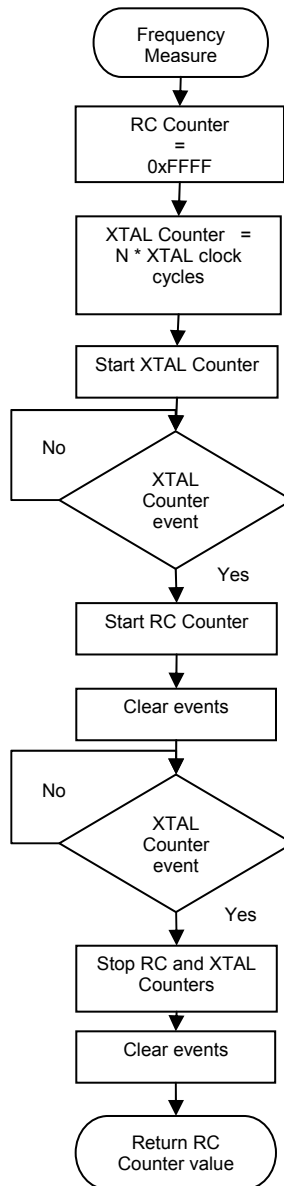 Frequency
Measure
RC Counter
=
0xFFFF
XTAL Counter =
N * XTAL clock
cycles
Start XTAL Counter
No
XTAL
Counter
event
Yes
Start RC Counter
Clear events
No
XTAL
Counter
event
Yes
Stop RC and XTAL
Counters
Clear events
Return RC
Counter value